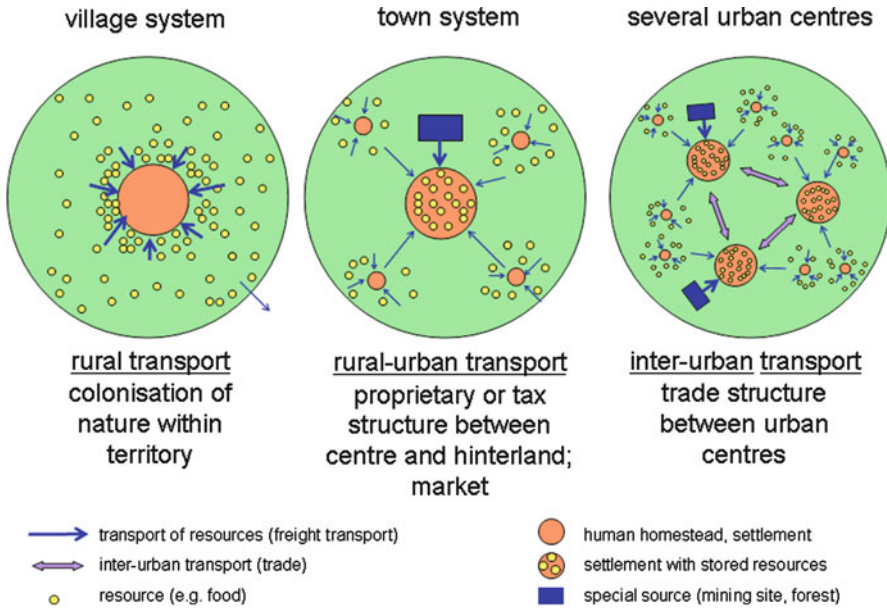 village system
town system
several urban centres
rural transport
colonisation of
nature within
territory
rural-urban transport
proprietary or tax
structure between
centre and hinterland;
market
inter-urban transport
trade structure
between urban
centres
transport of resources (freight transport)
inter-urban transport (trade)
resource (e.g. food)
human homestead, settlement
settlement with stored resources
special source (mining site, forest)